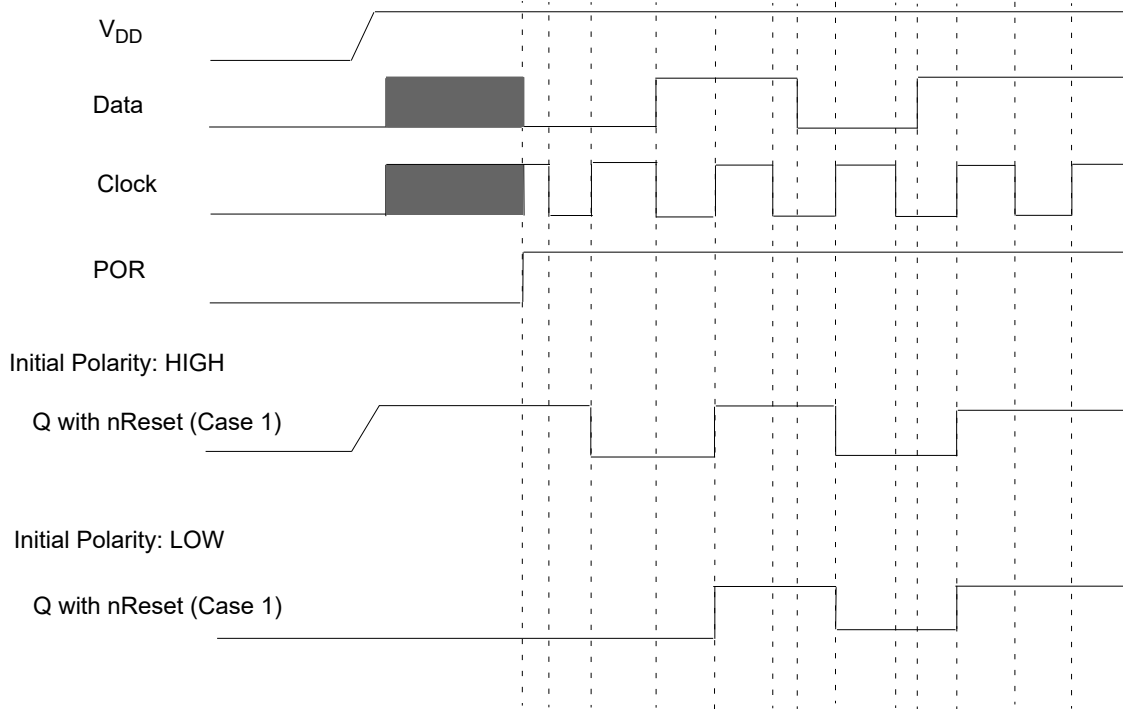 VDD
Data
Clock
POR
Initial Polarity: HIGH
Q with nReset (Case 1)
Initial Polarity: LOW
Q with nReset (Case 1)